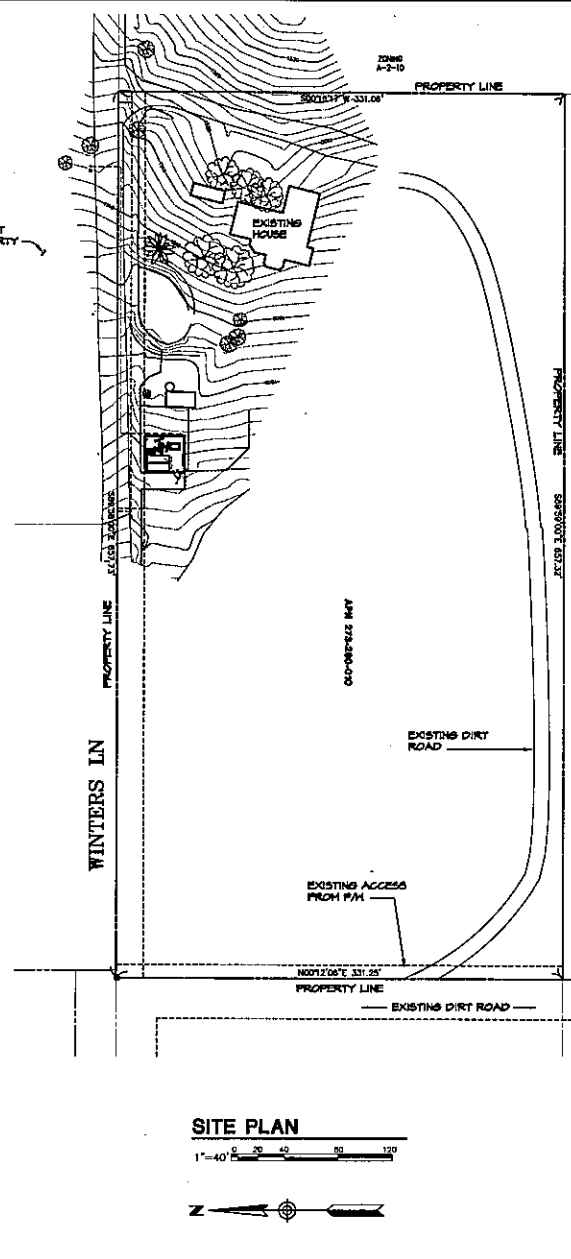 ZONING
A-2-10
PROPERTY LINE
EXISTING
HOUSE
PROPERTY LINE
PROPERTY LINE
WINTERS LN
EXISTING DIRT
ROAD
EXISTING ACCESS
FROM P/H
N00°12'06"E 331.25'
PROPERTY LINE
EXISTING DIRT ROAD
SITE PLAN
1"=40'
0 20 40 80 120
N